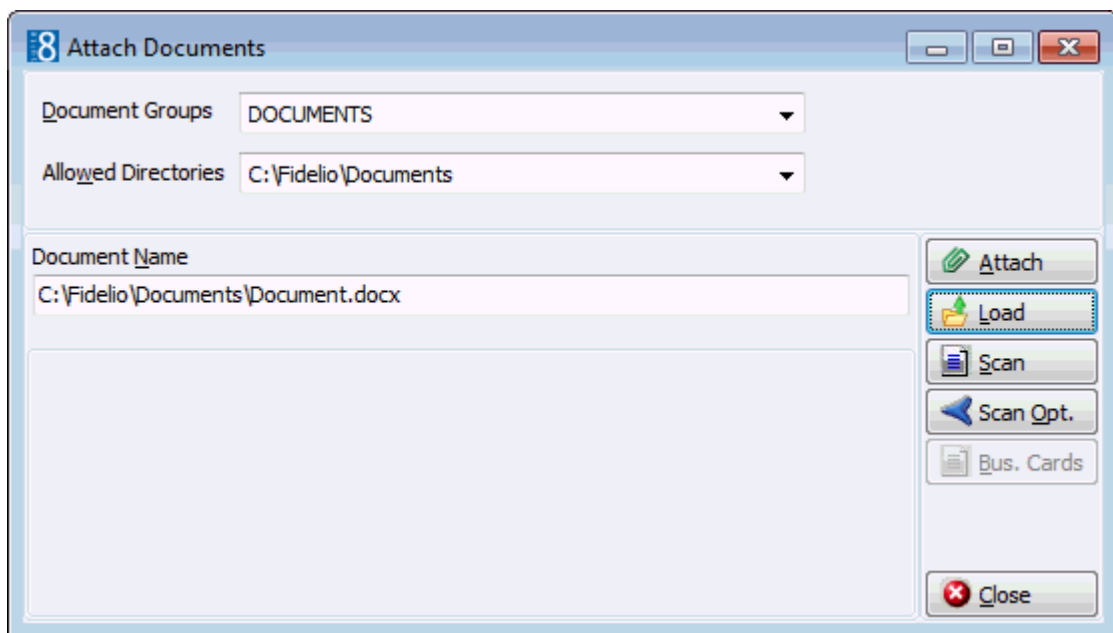 8 Attach Documents
Document Groups DOCUMENTS
Allowed Directories C:\Fidelio\Documents
Document Name
C:\Fidelio\Documents\Document.docx
Attach
Load
Scan
Scan Opt.
Bus. Cards
Close